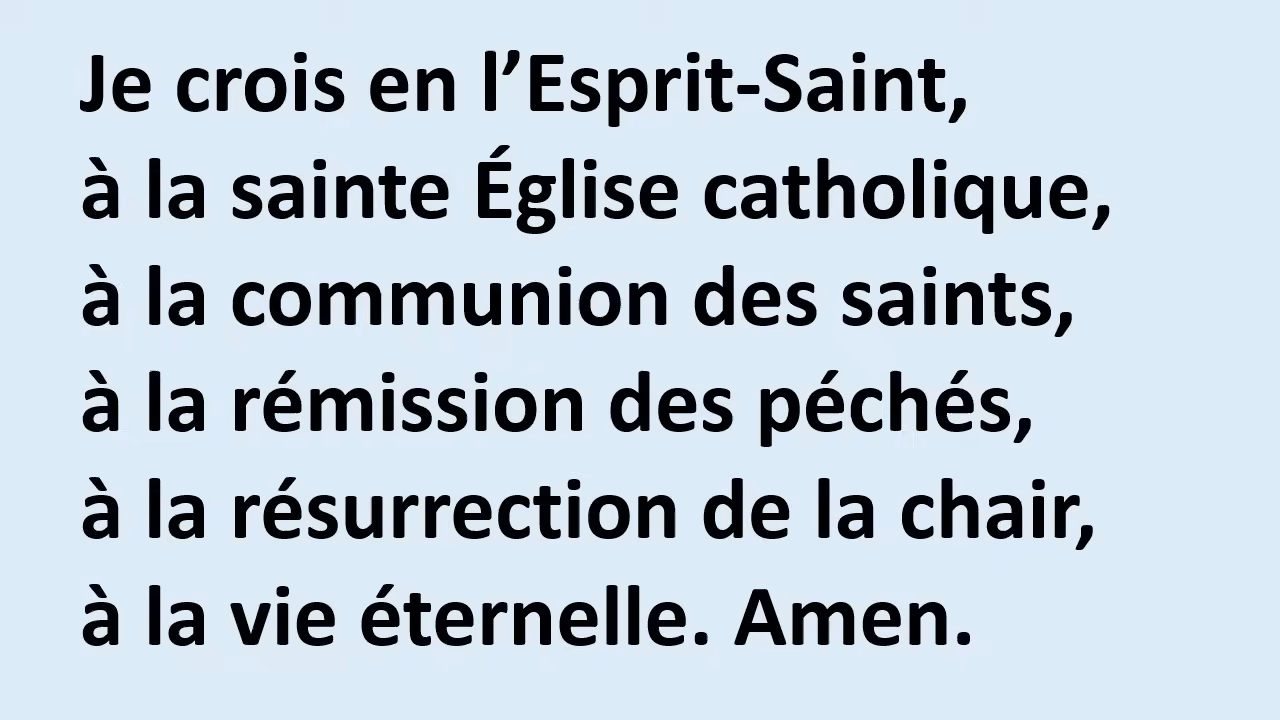 Je crois en l’Esprit-Saint,
à la sainte Église catholique,
à la communion des saints,
à la rémission des péchés,
à la résurrection de la chair,
à la vie éternelle. Amen.